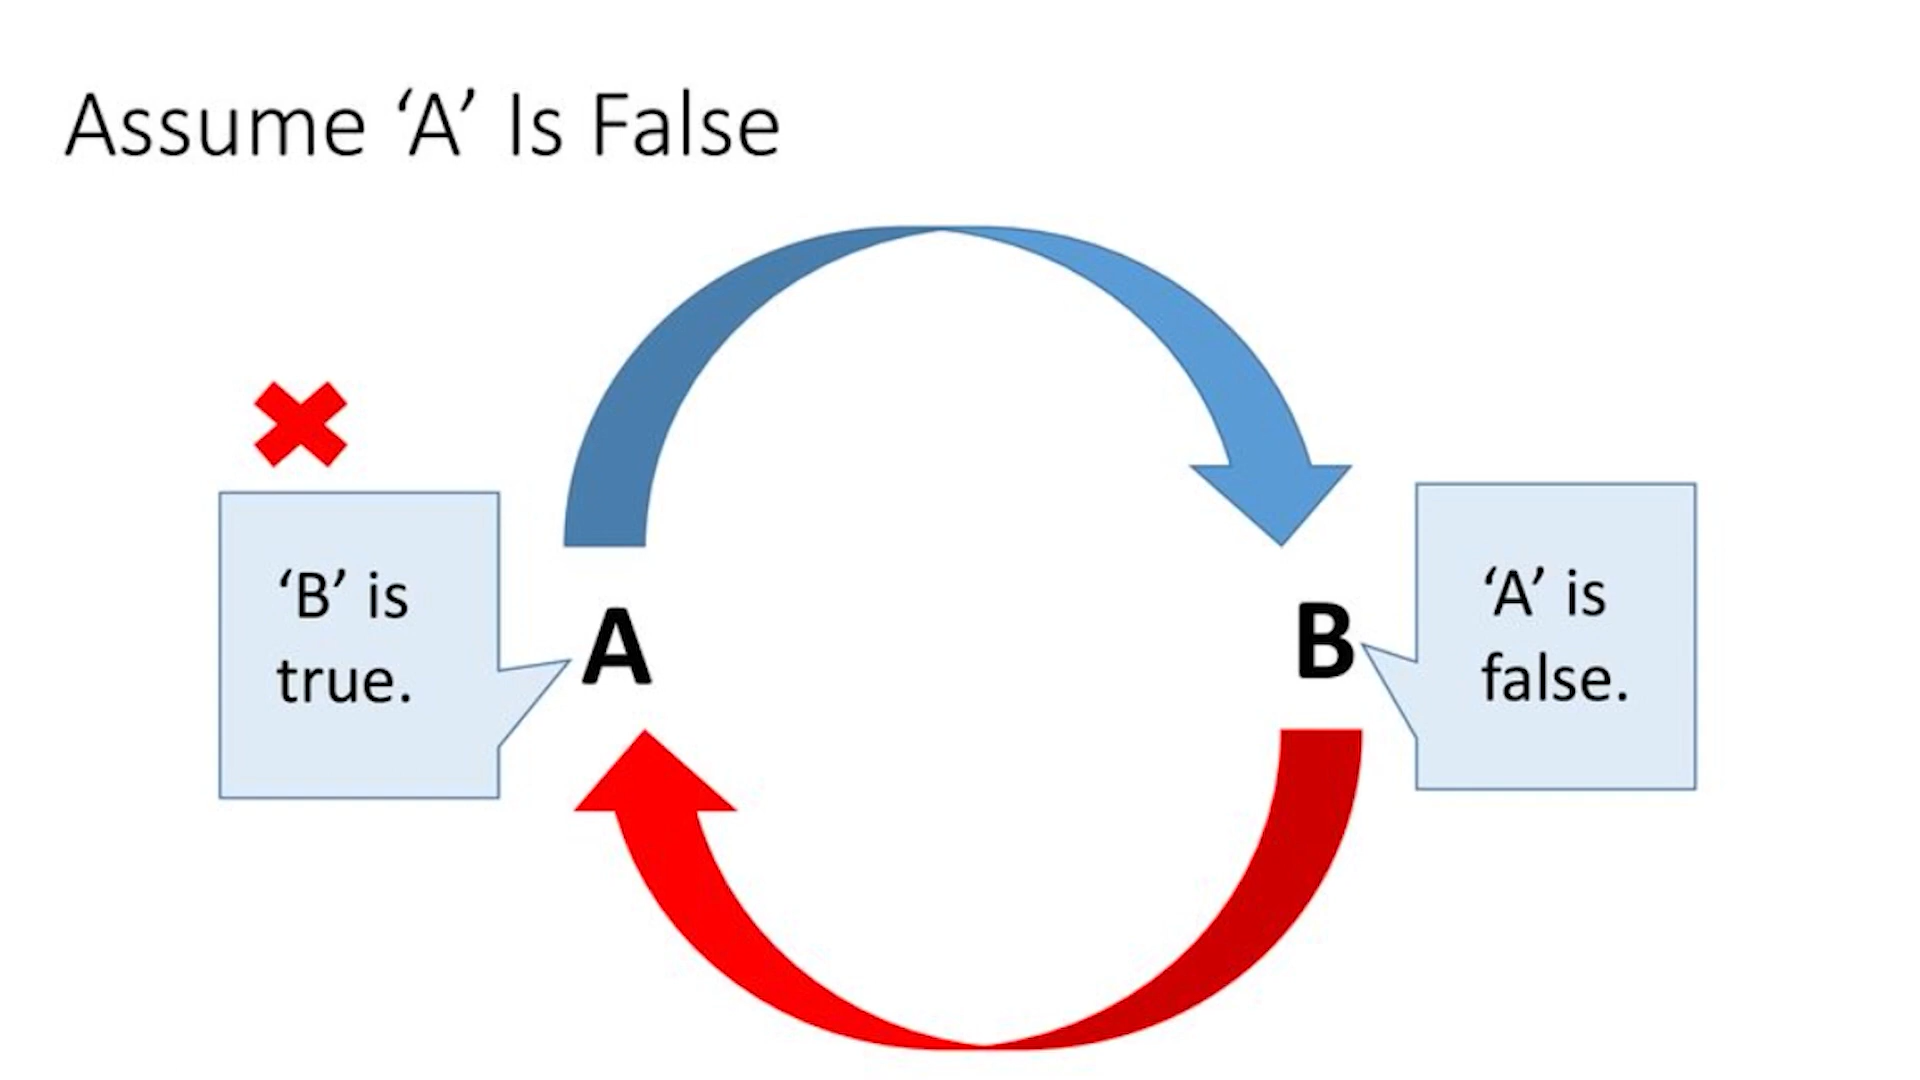 Assume ‘A’ Is False
‘B’ is
true.
A
B
‘A’ is
false.